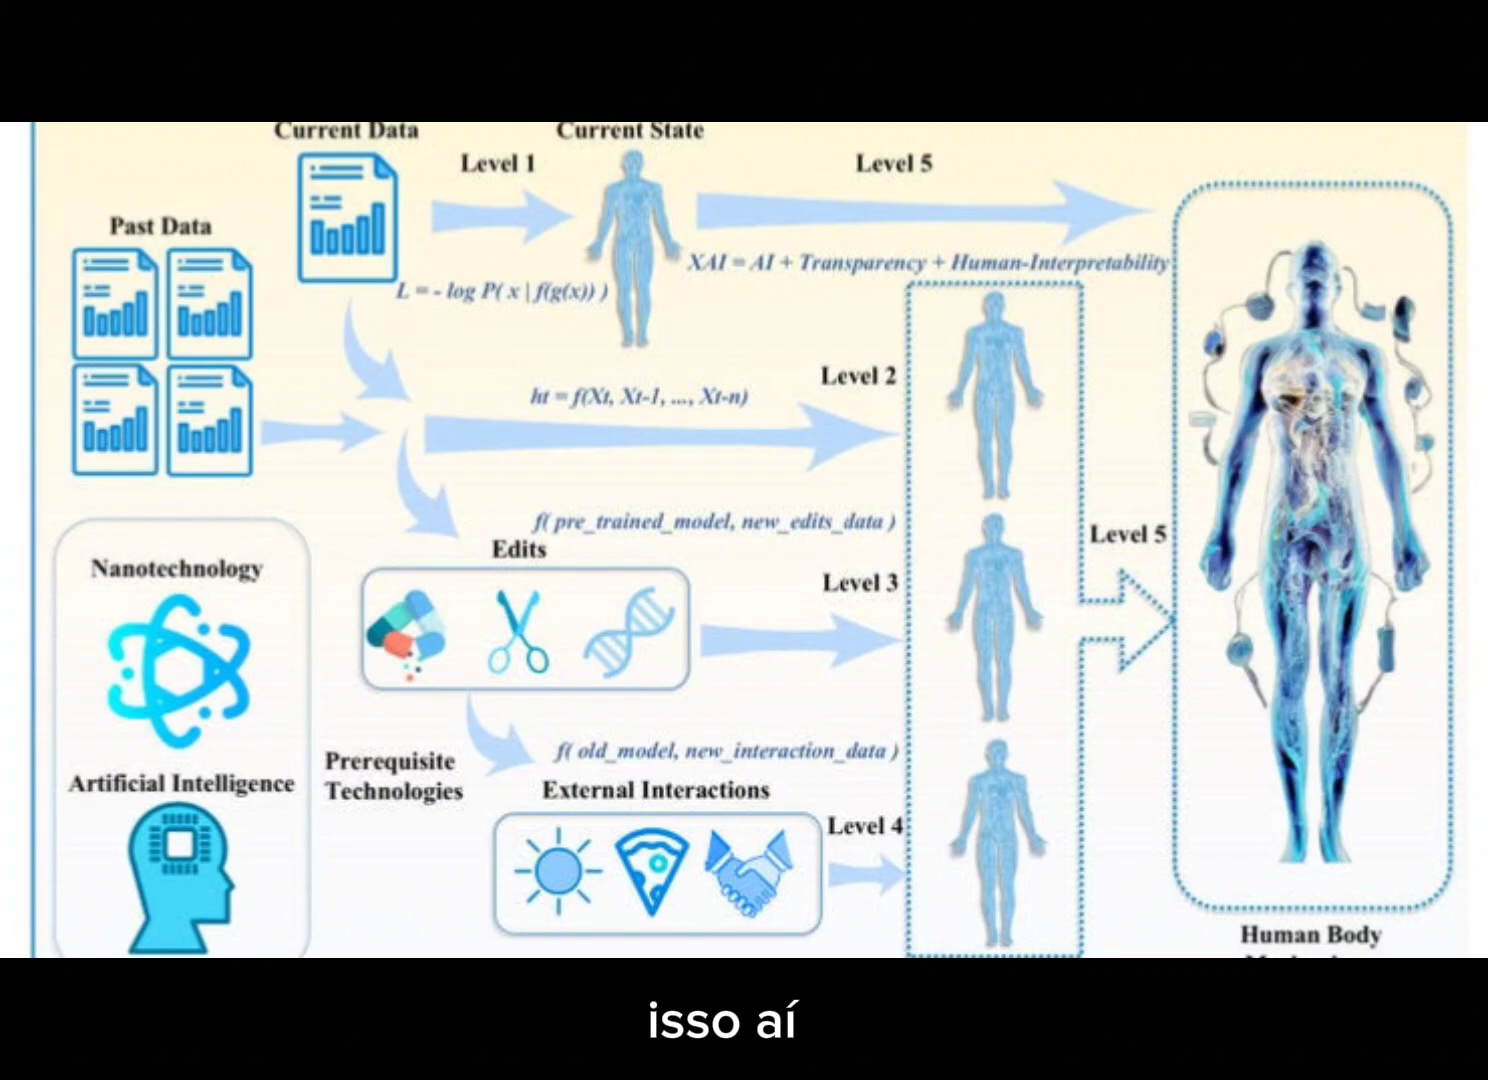 Current Data
Current State
Level 1
Level 5
Past Data
XAI = AI + Transparency + Human-Interpretability
L = - log P( x | f(g(x)) )
Level 2
ht = f(Xt, Xt-1, ..., Xt-n)
f( pre_trained_model, new_edits_data )
Edits
Level 5
Nanotechnology
Level 3
f( old_model, new_interaction_data )
Prerequisite
Technologies
Artificial Intelligence
External Interactions
Level 4
Human Body
isso aí